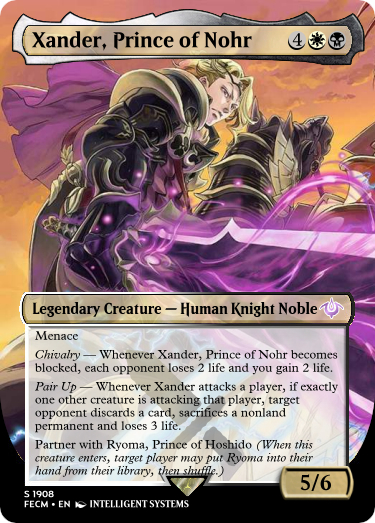 Xander, Prince of Nohr 4
Legendary Creature — Human Knight Noble
Menace
Chivalry — Whenever Xander, Prince of Nohr becomes
blocked, each opponent loses 2 life and you gain 2 life.
Pair Up — Whenever Xander attacks a player, if exactly
one other creature is attacking that player, target
opponent discards a card, sacrifices a nonland
permanent and loses 3 life.
Partner with Ryoma, Prince of Hoshido (When this
creature enters, target player may put Ryoma into their
hand from their library, then shuffle.)
5/6
S 1908
FECM • EN INTELLIGENT SYSTEMS